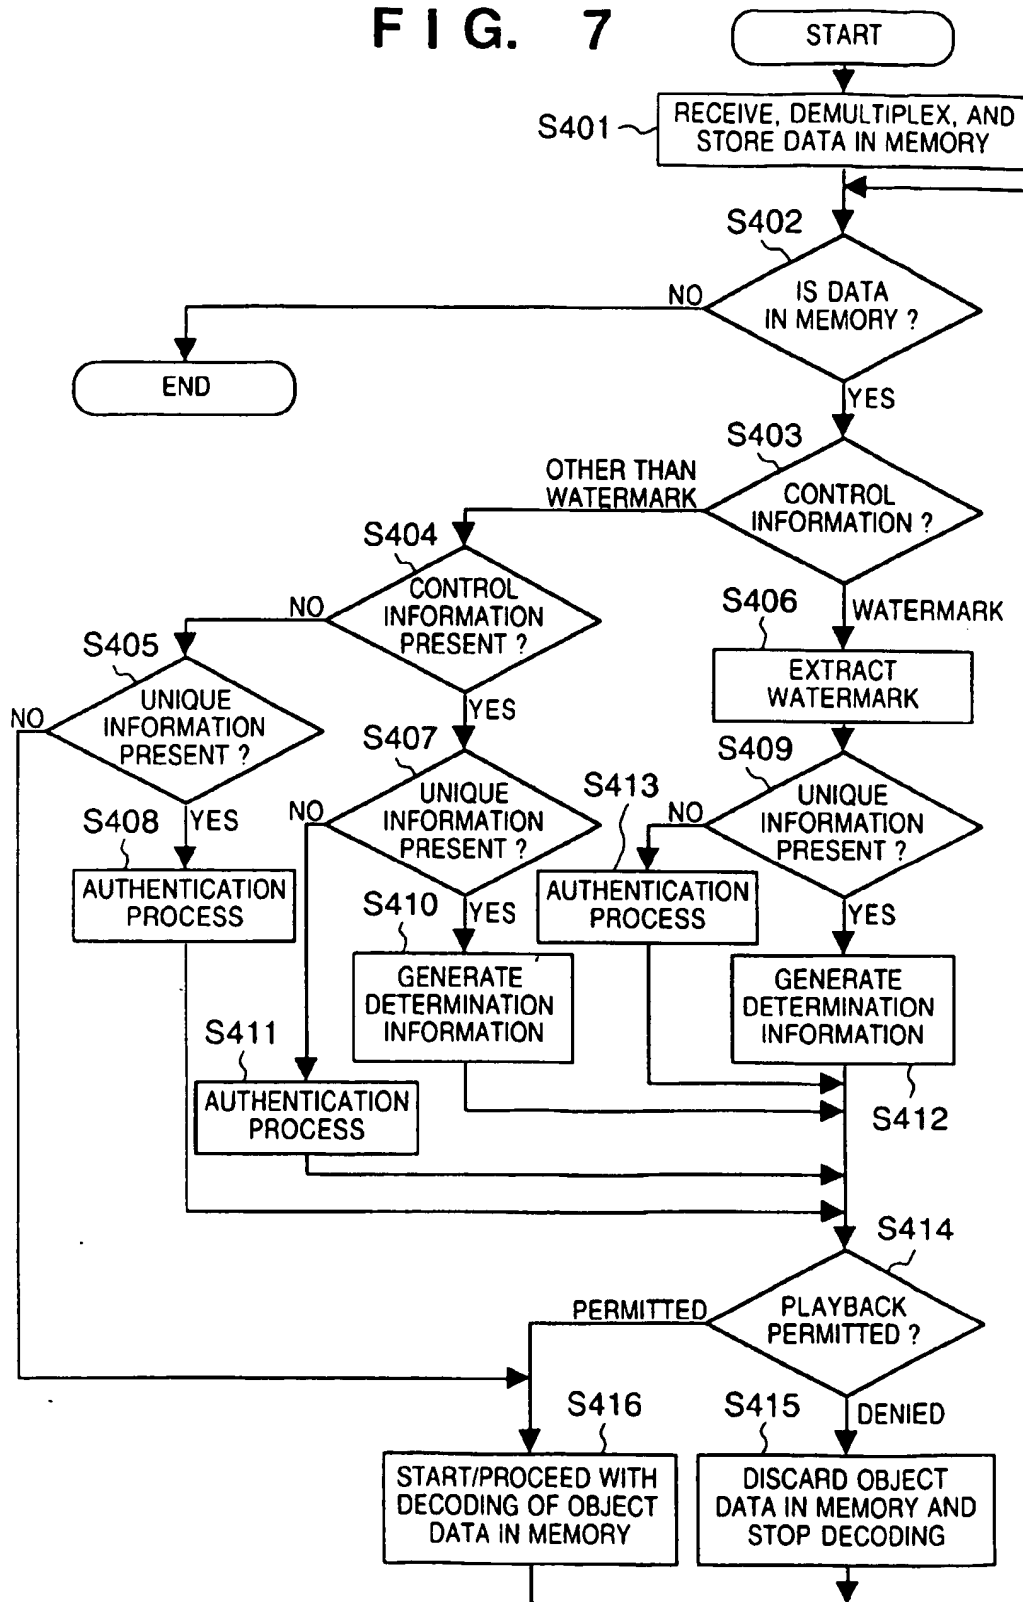 FIG. 7
START
S401
RECEIVE, DEMULTIPLEX, AND
STORE DATA IN MEMORY
S402
IS DATA
IN MEMORY ?
NO
END
YES
S403
OTHER THAN
WATERMARK
CONTROL
INFORMATION ?
S404
CONTROL
INFORMATION
PRESENT ?
NO
S406
WATERMARK
EXTRACT
WATERMARK
S405
UNIQUE
INFORMATION
PRESENT ?
NO
YES
S407
UNIQUE
INFORMATION
PRESENT ?
NO
S409
UNIQUE
INFORMATION
PRESENT ?
NO
S413
AUTHENTICATION
PROCESS
S408
YES
AUTHENTICATION
PROCESS
S410
YES
GENERATE
DETERMINATION
INFORMATION
YES
GENERATE
DETERMINATION
INFORMATION
S411
AUTHENTICATION
PROCESS
S412
S414
PERMITTED
PLAYBACK
PERMITTED ?
S416
START/PROCEED WITH
DECODING OF OBJECT
DATA IN MEMORY
S415
DENIED
DISCARD OBJECT
DATA IN MEMORY AND
STOP DECODING